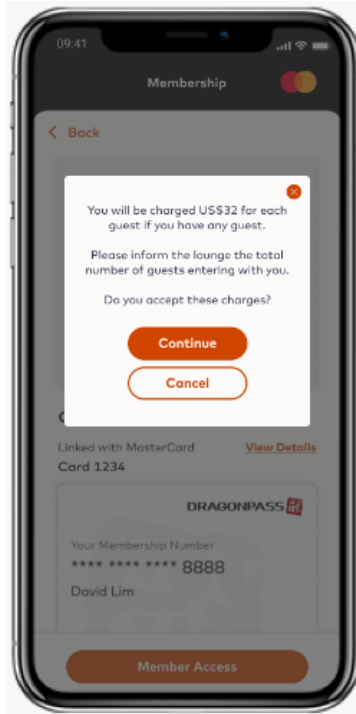 09:41
Membership
Back
You will be charged US$32 for each
guest if you have any guest.
Please inform the lounge the total
number of guests entering with you.
Do you accept these charges?
Continue
Cancel
Linked with MasterCard View Details
Card 1234
DRAGONPASS
Your Membership Number
**** **** **** 8888
David Lim
Member Access